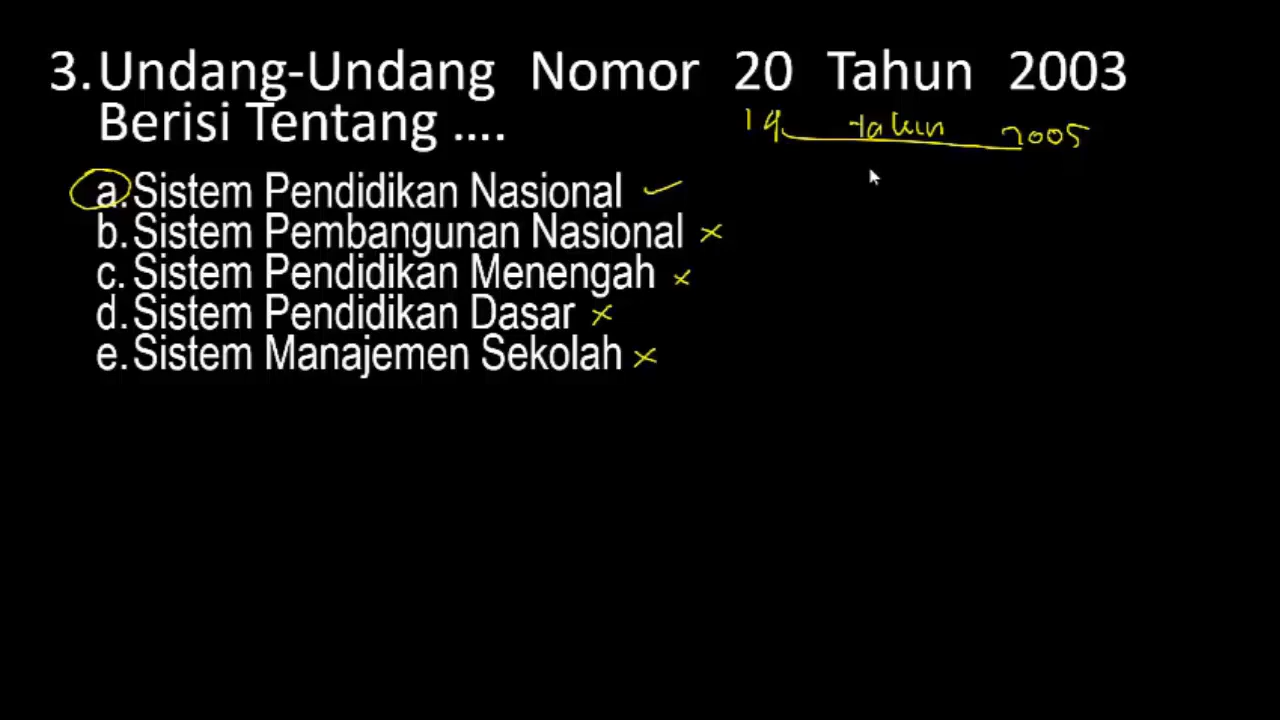 3. Undang-Undang Nomor 20 Tahun 2003
Berisi Tentang ....
19 tahun 2005
a. Sistem Pendidikan Nasional
b. Sistem Pembangunan Nasional
c. Sistem Pendidikan Menengah
d. Sistem Pendidikan Dasar
e. Sistem Manajemen Sekolah